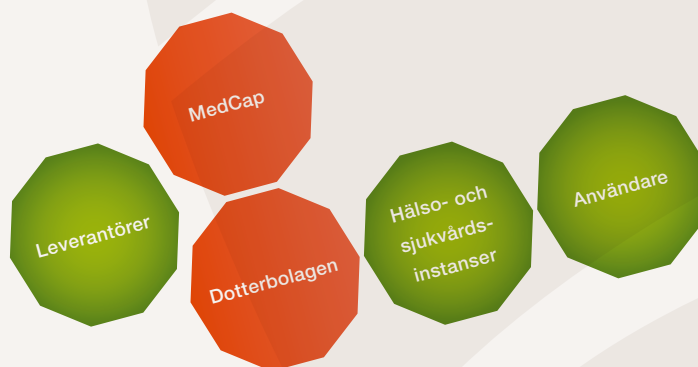 MedCap
Leverantörer
Dotterbolagen
Hälso- och
sjukvårds-
instanser
Användare